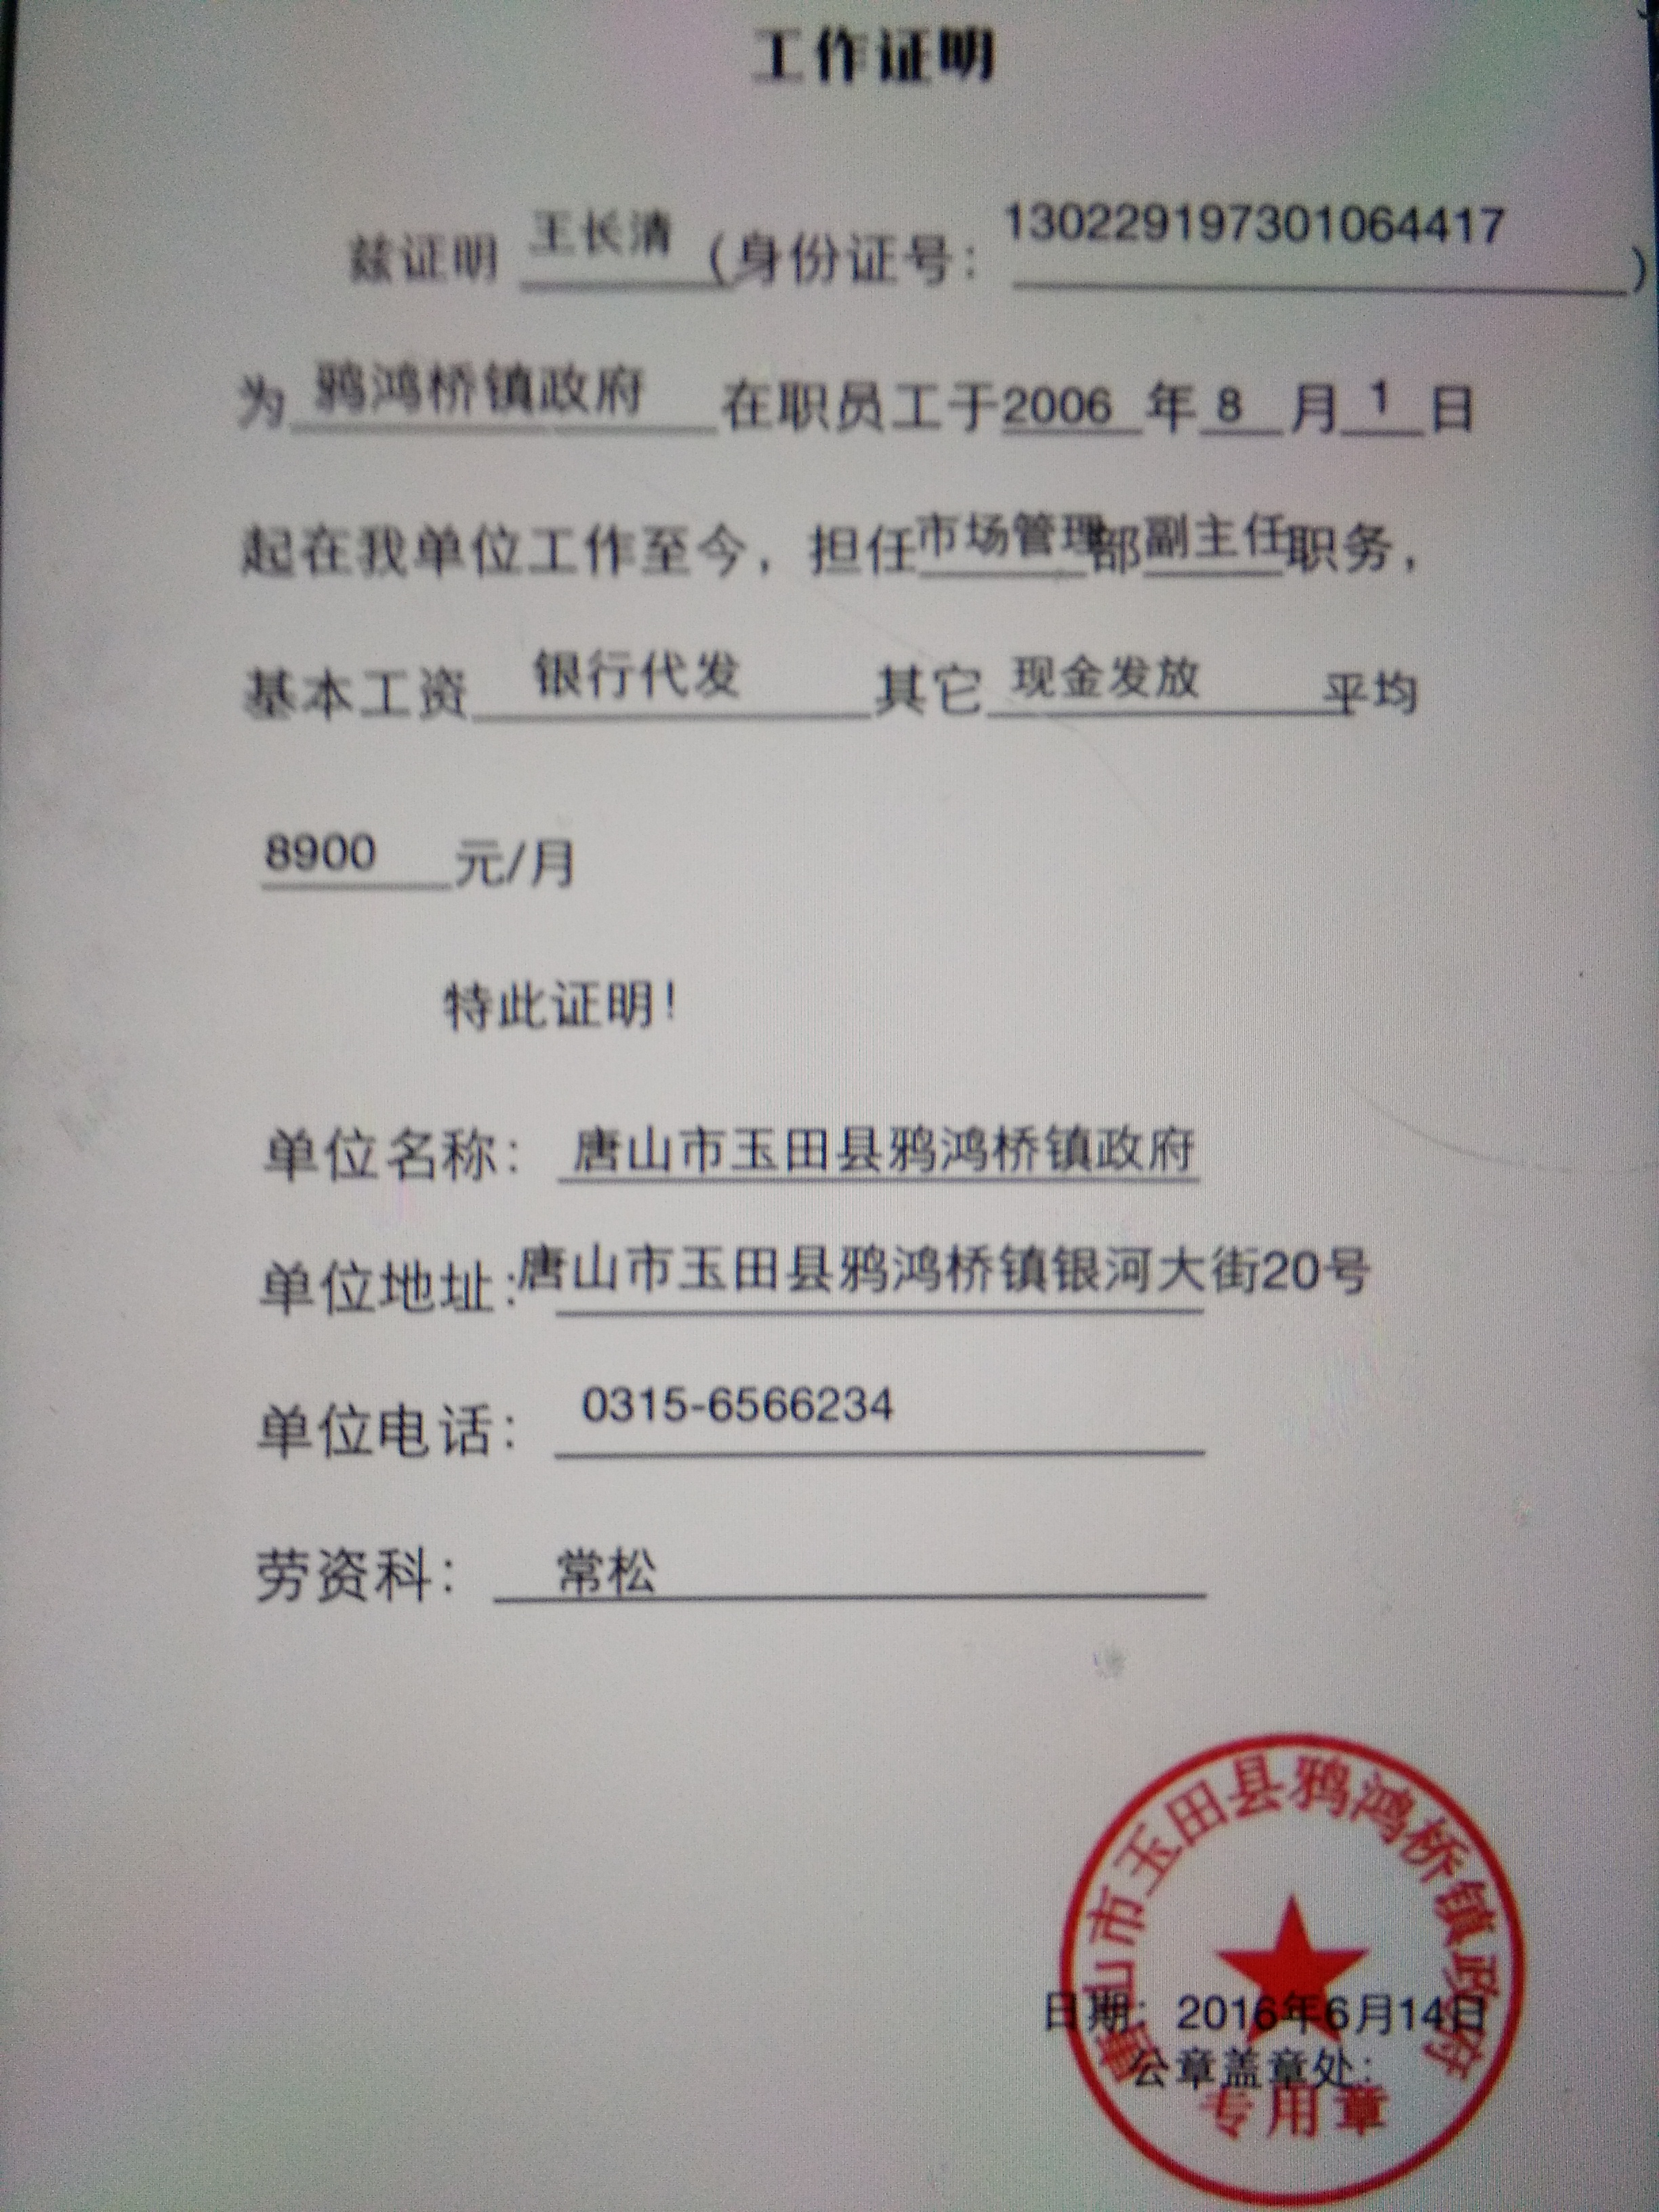 工作证明
兹证明 王长清 (身份证号： 130229197301064417 )
为 鸦鸿桥镇政府 在职员工于2006 年 8 月 1 日
起在我单位工作至今，担任市场管理部副主任职务，
基本工资 银行代发 其它 现金发放 平均
8900 元/月
特此证明！
单位名称： 唐山市玉田县鸦鸿桥镇政府
单位地址：唐山市玉田县鸦鸿桥镇银河大街20号
单位电话： 0315-6566234
劳资科： 常松
唐山市玉田县鸦鸿桥镇政府
日期： 2016年6月14日
公章盖章处：
专用章